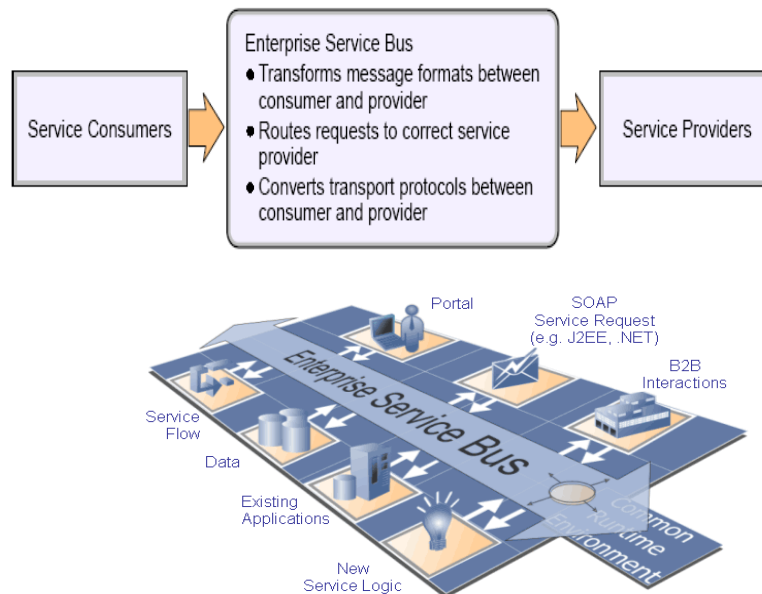 Service Consumers
Enterprise Service Bus
● Transforms message formats between
consumer and provider
● Routes requests to correct service
provider
● Converts transport protocols between
consumer and provider
Service Providers
Portal
SOAP
Service Request
(e.g. J2EE, .NET)
B2B
Interactions
Enterprise Service Bus
Service
Flow
Data
Existing
Applications
New
Service Logic
Common
Runtime
Environment